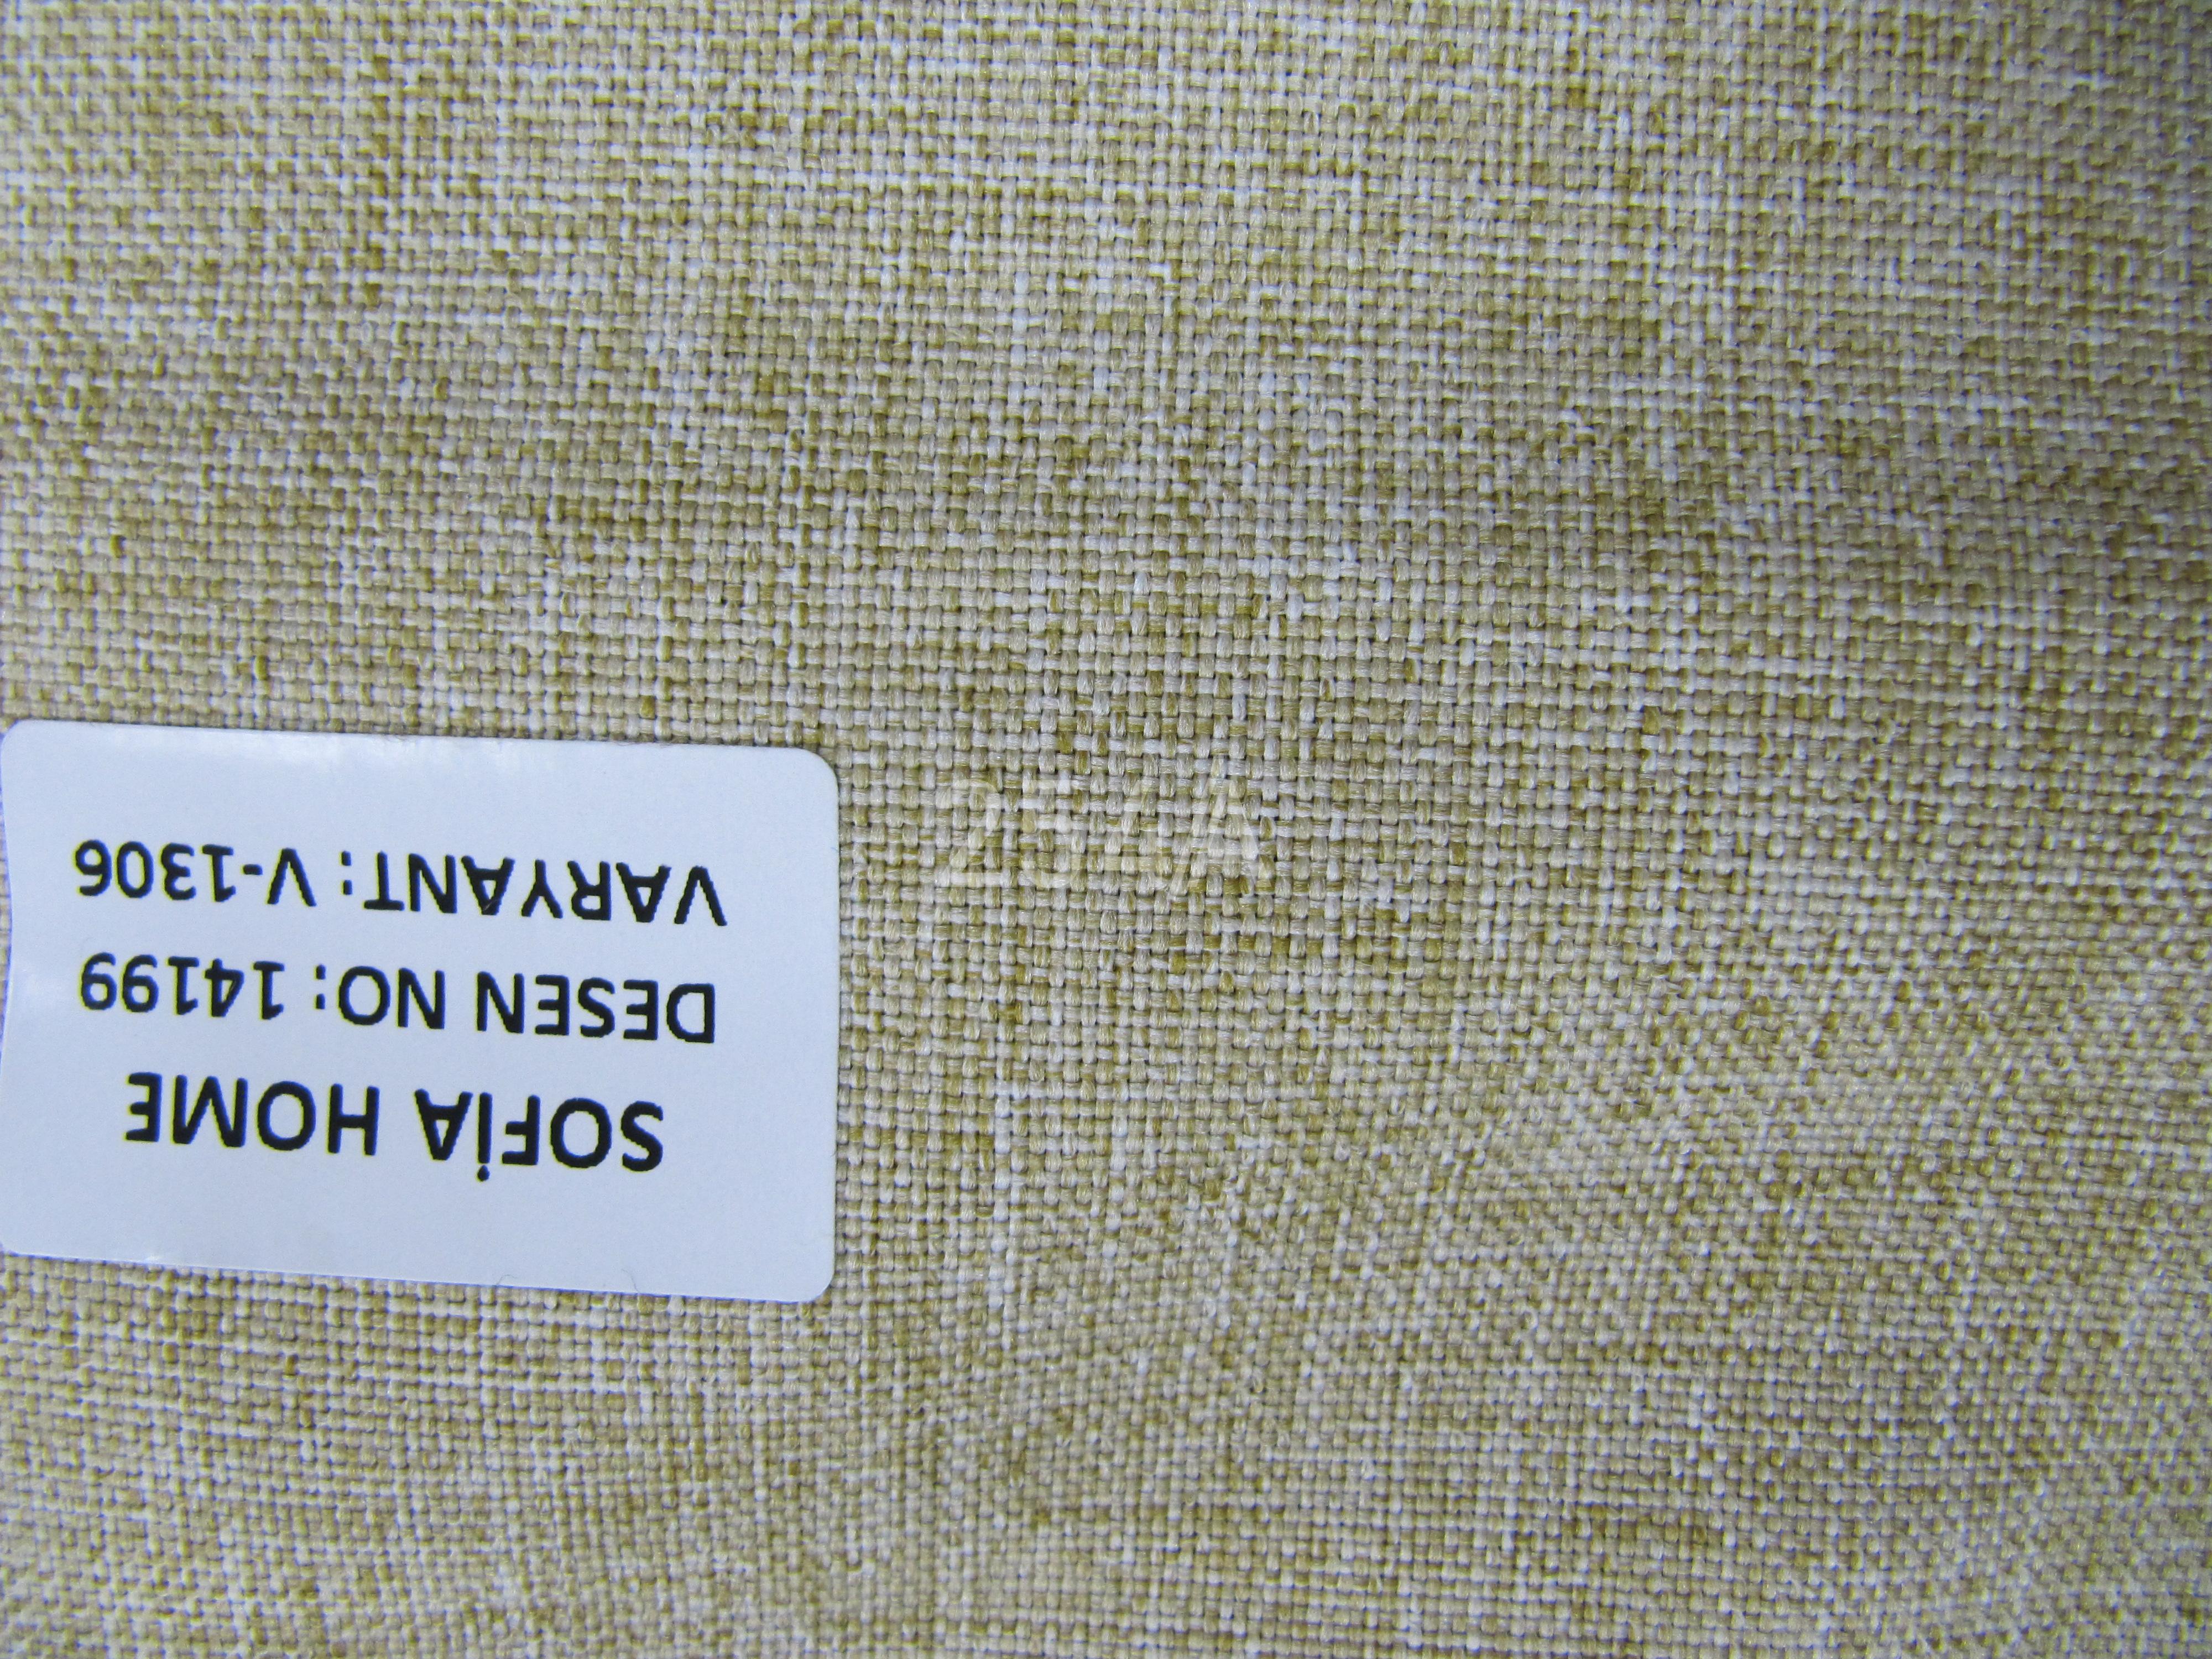 SOFİA HOME
DESEN NO: 14199
VARYANT: V-1306